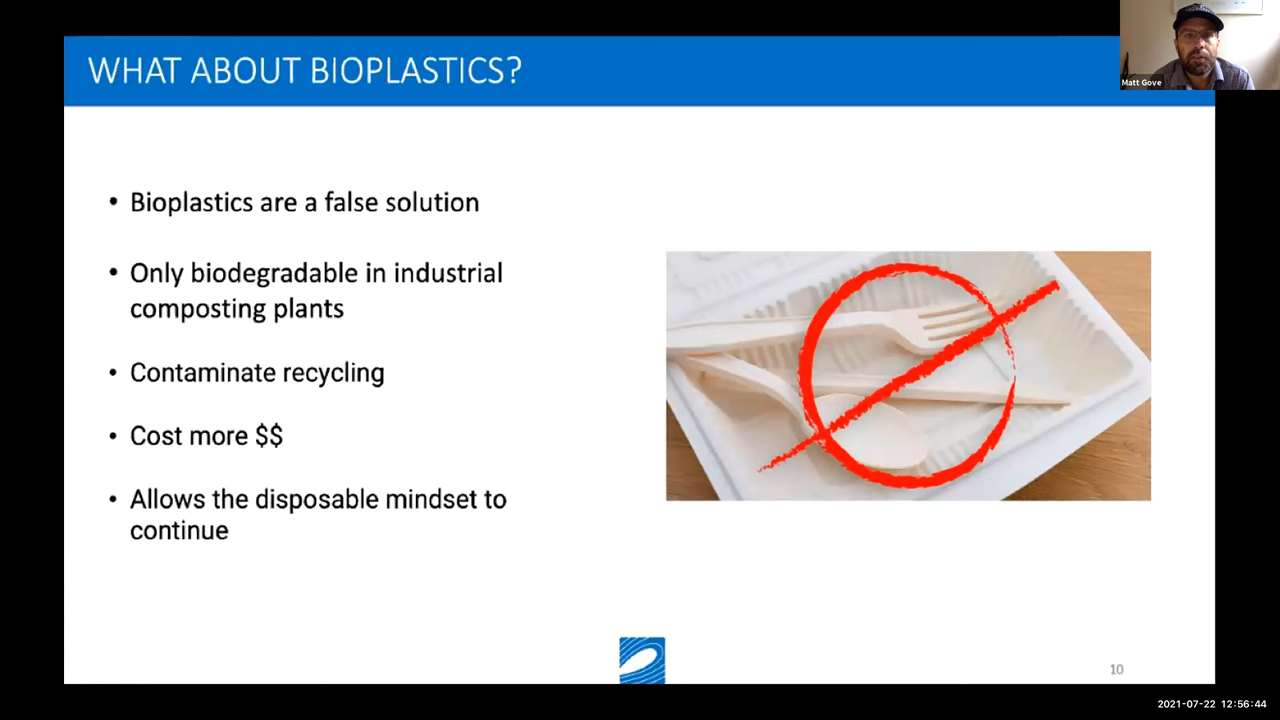 WHAT ABOUT BIOPLASTICS?
Matt Gove
• Bioplastics are a false solution
• Only biodegradable in industrial
composting plants
• Contaminate recycling
• Cost more $$
• Allows the disposable mindset to
continue
10
2021-07-22 12:56:44